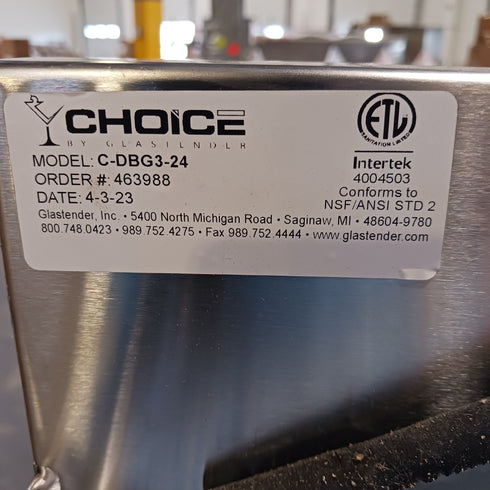 CHOICE
BY GLASTENDER
MODEL: C-DBG3-24
ORDER #: 463988
DATE: 4-3-23
Glastender, Inc. • 5400 North Michigan Road • Saginaw, MI • 48604-9780
800.748.0423 • 989.752.4275 • Fax 989.752.4444 • www.glastender.com
ETL
SANITATION LISTED
Intertek
4004503
Conforms to
NSF/ANSI STD 2